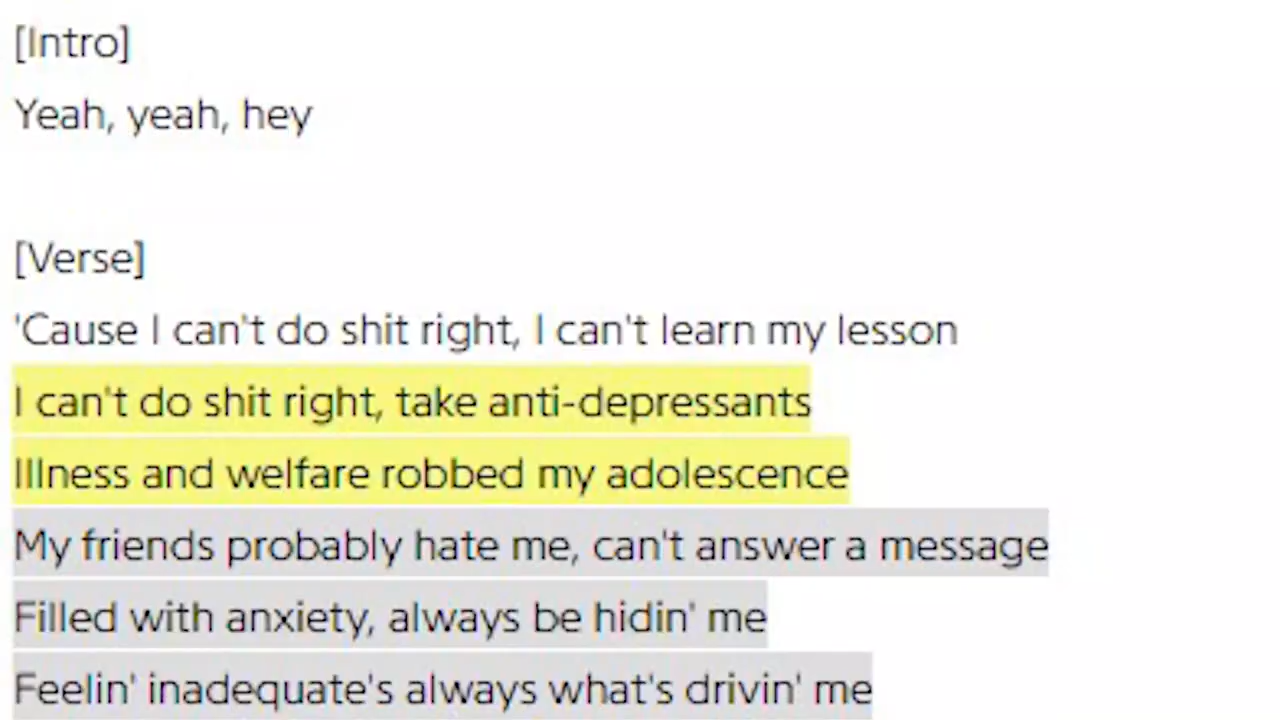 [Intro]
Yeah, yeah, hey
[Verse]
'Cause I can't do shit right, I can't learn my lesson
I can't do shit right, take anti-depressants
Illness and welfare robbed my adolescence
My friends probably hate me, can't answer a message
Filled with anxiety, always be hidin' me
Feelin' inadequate's always what's drivin' me